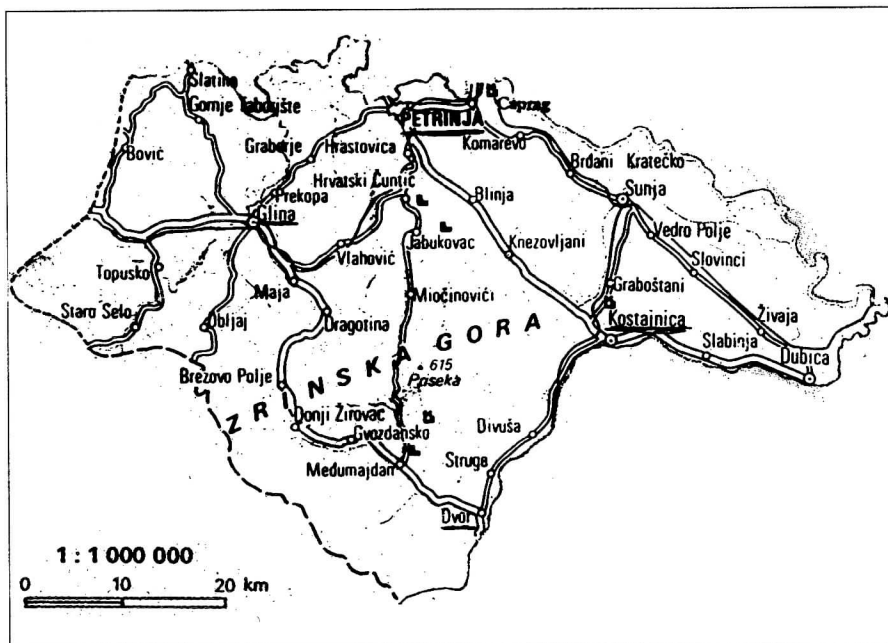 Slatina
Gornje Taborište
Caprag
PETRINJA
Komarevo
Graberje
Hrastovica
Bović
Brđani
Kratečko
Hrvatski Čuntić
Sunja
Prekopa
Blinja
Glina
Vedro Polje
Jabukovac
Vlahović
Knezovljani
Slovinci
Topusko
Maja
Miočinovići
Graboštani
Staro Selo
Dragotina
Kostajnica
Živaja
Obljaj
Slabinja
Dubica
ZRINSKA GORA
615
Brezovo Polje
Donji Žirovac
Gvozdansko
Divuša
Međumajdan
Struga
Dvor
1 : 1 000 000
0 10 20 km